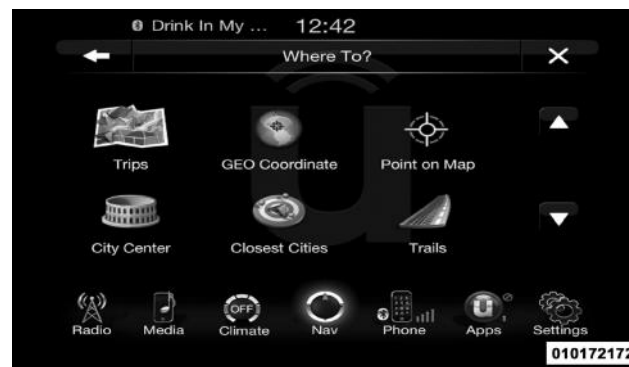 Drink In My ... 12:42
Where To?
Trips GEO Coordinate Point on Map
City Center Closest Cities Trails
OFF
Radio Media Climate Nav Phone Apps Settings
010172172